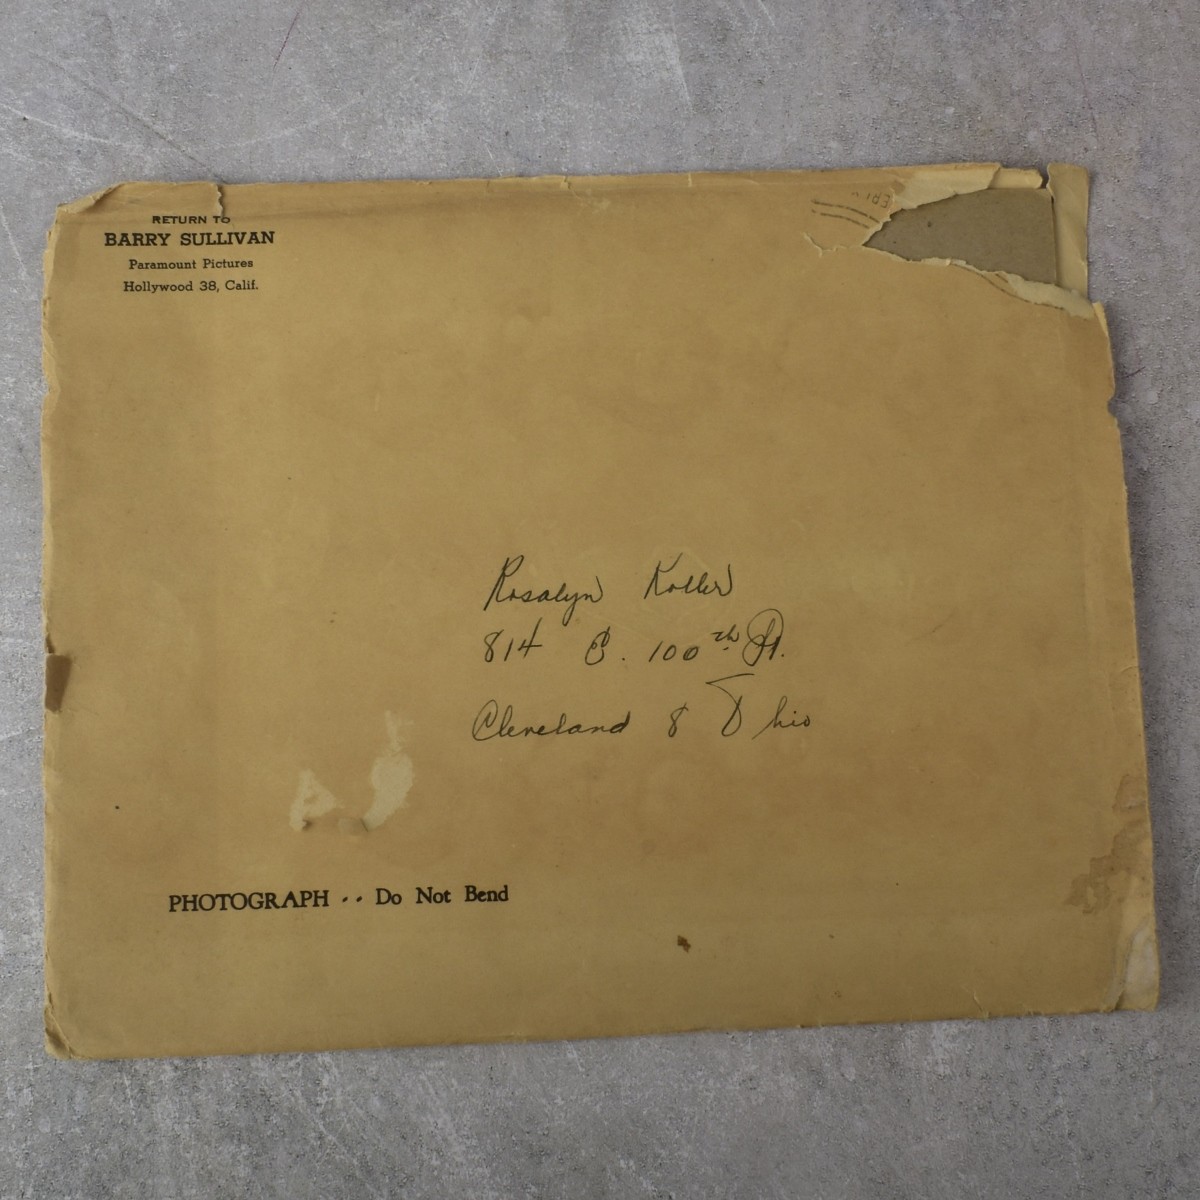 RETURN TO
BARRY SULLIVAN
Paramount Pictures
Hollywood 38, Calif.
Rosalyn Koller
814 E. 100th St.
Cleveland 8 Ohio
PHOTOGRAPH .. Do Not Bend